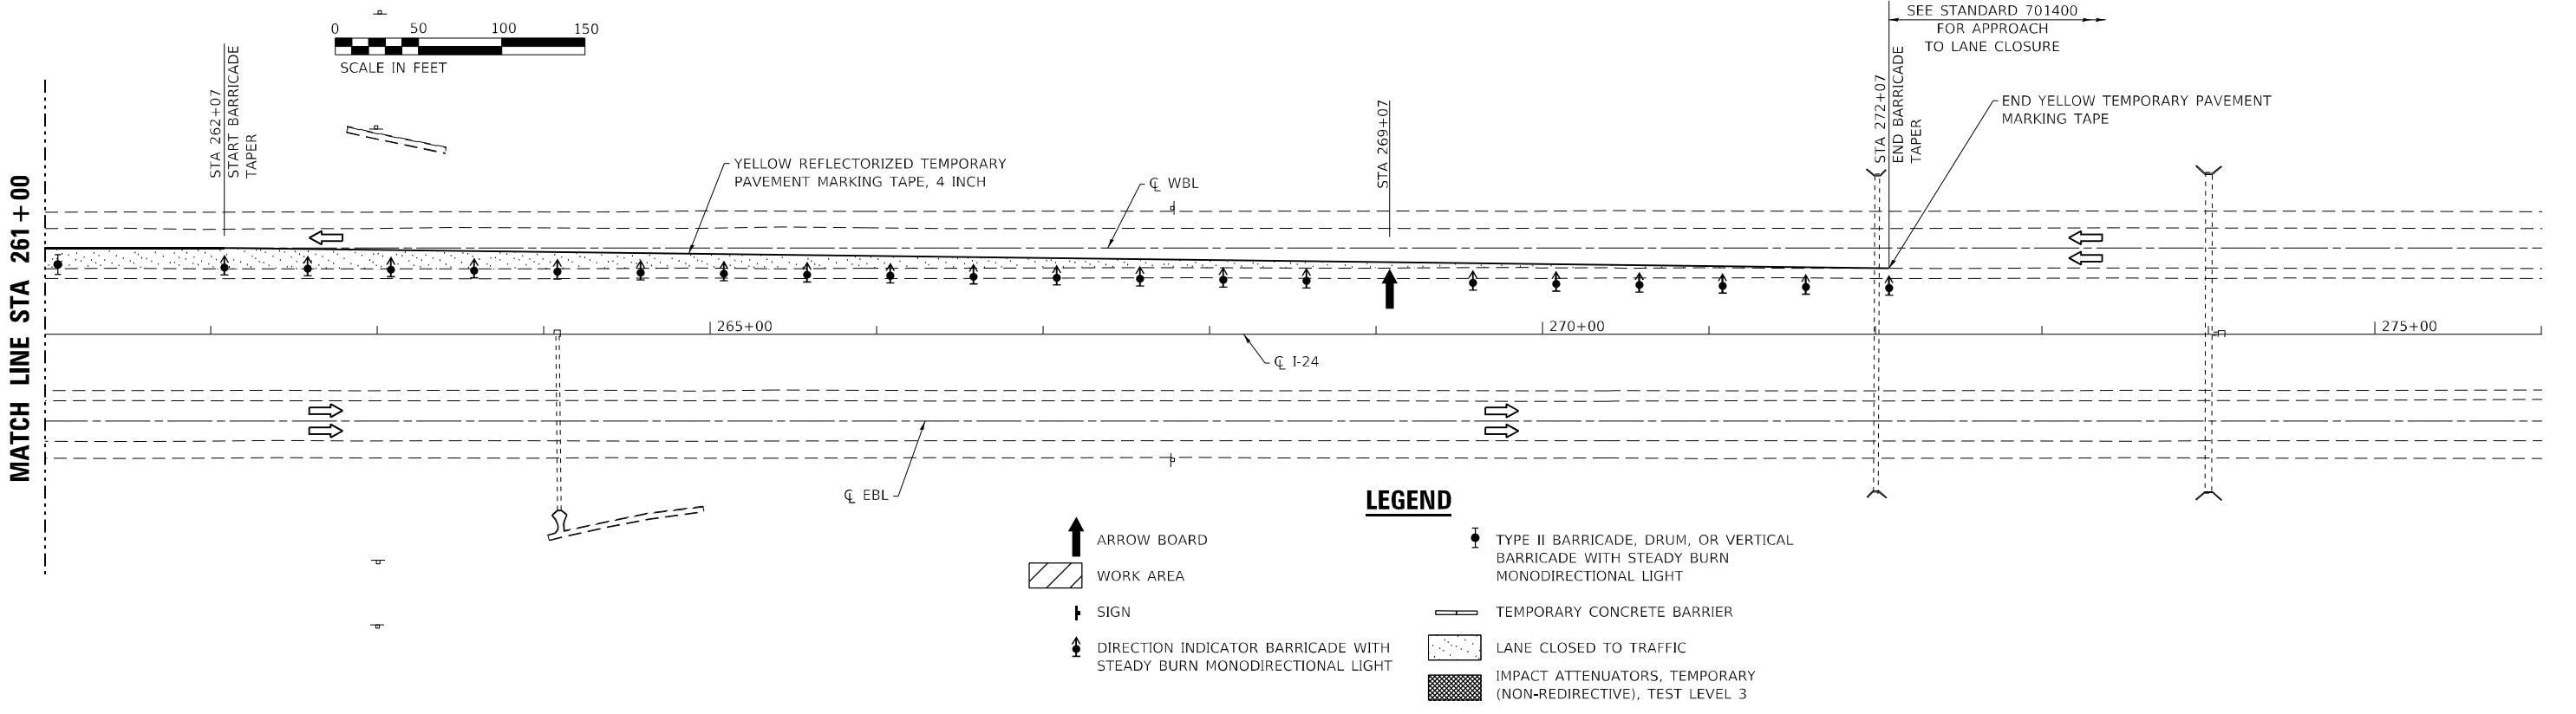 0 50 100 150
SCALE IN FEET
SEE STANDARD 701400
FOR APPROACH
TO LANE CLOSURE
STA 262+07
START BARRICADE
TAPER
STA 269+07
STA 272+07
END BARRICADE
TAPER
END YELLOW TEMPORARY PAVEMENT
MARKING TAPE
YELLOW REFLECTORIZED TEMPORARY
PAVEMENT MARKING TAPE, 4 INCH
℄ WBL
MATCH LINE STA 261+00
265+00
270+00
275+00
℄ I-24
℄ EBL
LEGEND
ARROW BOARD
WORK AREA
SIGN
DIRECTION INDICATOR BARRICADE WITH
STEADY BURN MONODIRECTIONAL LIGHT
TYPE II BARRICADE, DRUM, OR VERTICAL
BARRICADE WITH STEADY BURN
MONODIRECTIONAL LIGHT
TEMPORARY CONCRETE BARRIER
LANE CLOSED TO TRAFFIC
IMPACT ATTENUATORS, TEMPORARY
(NON-REDIRECTIVE), TEST LEVEL 3